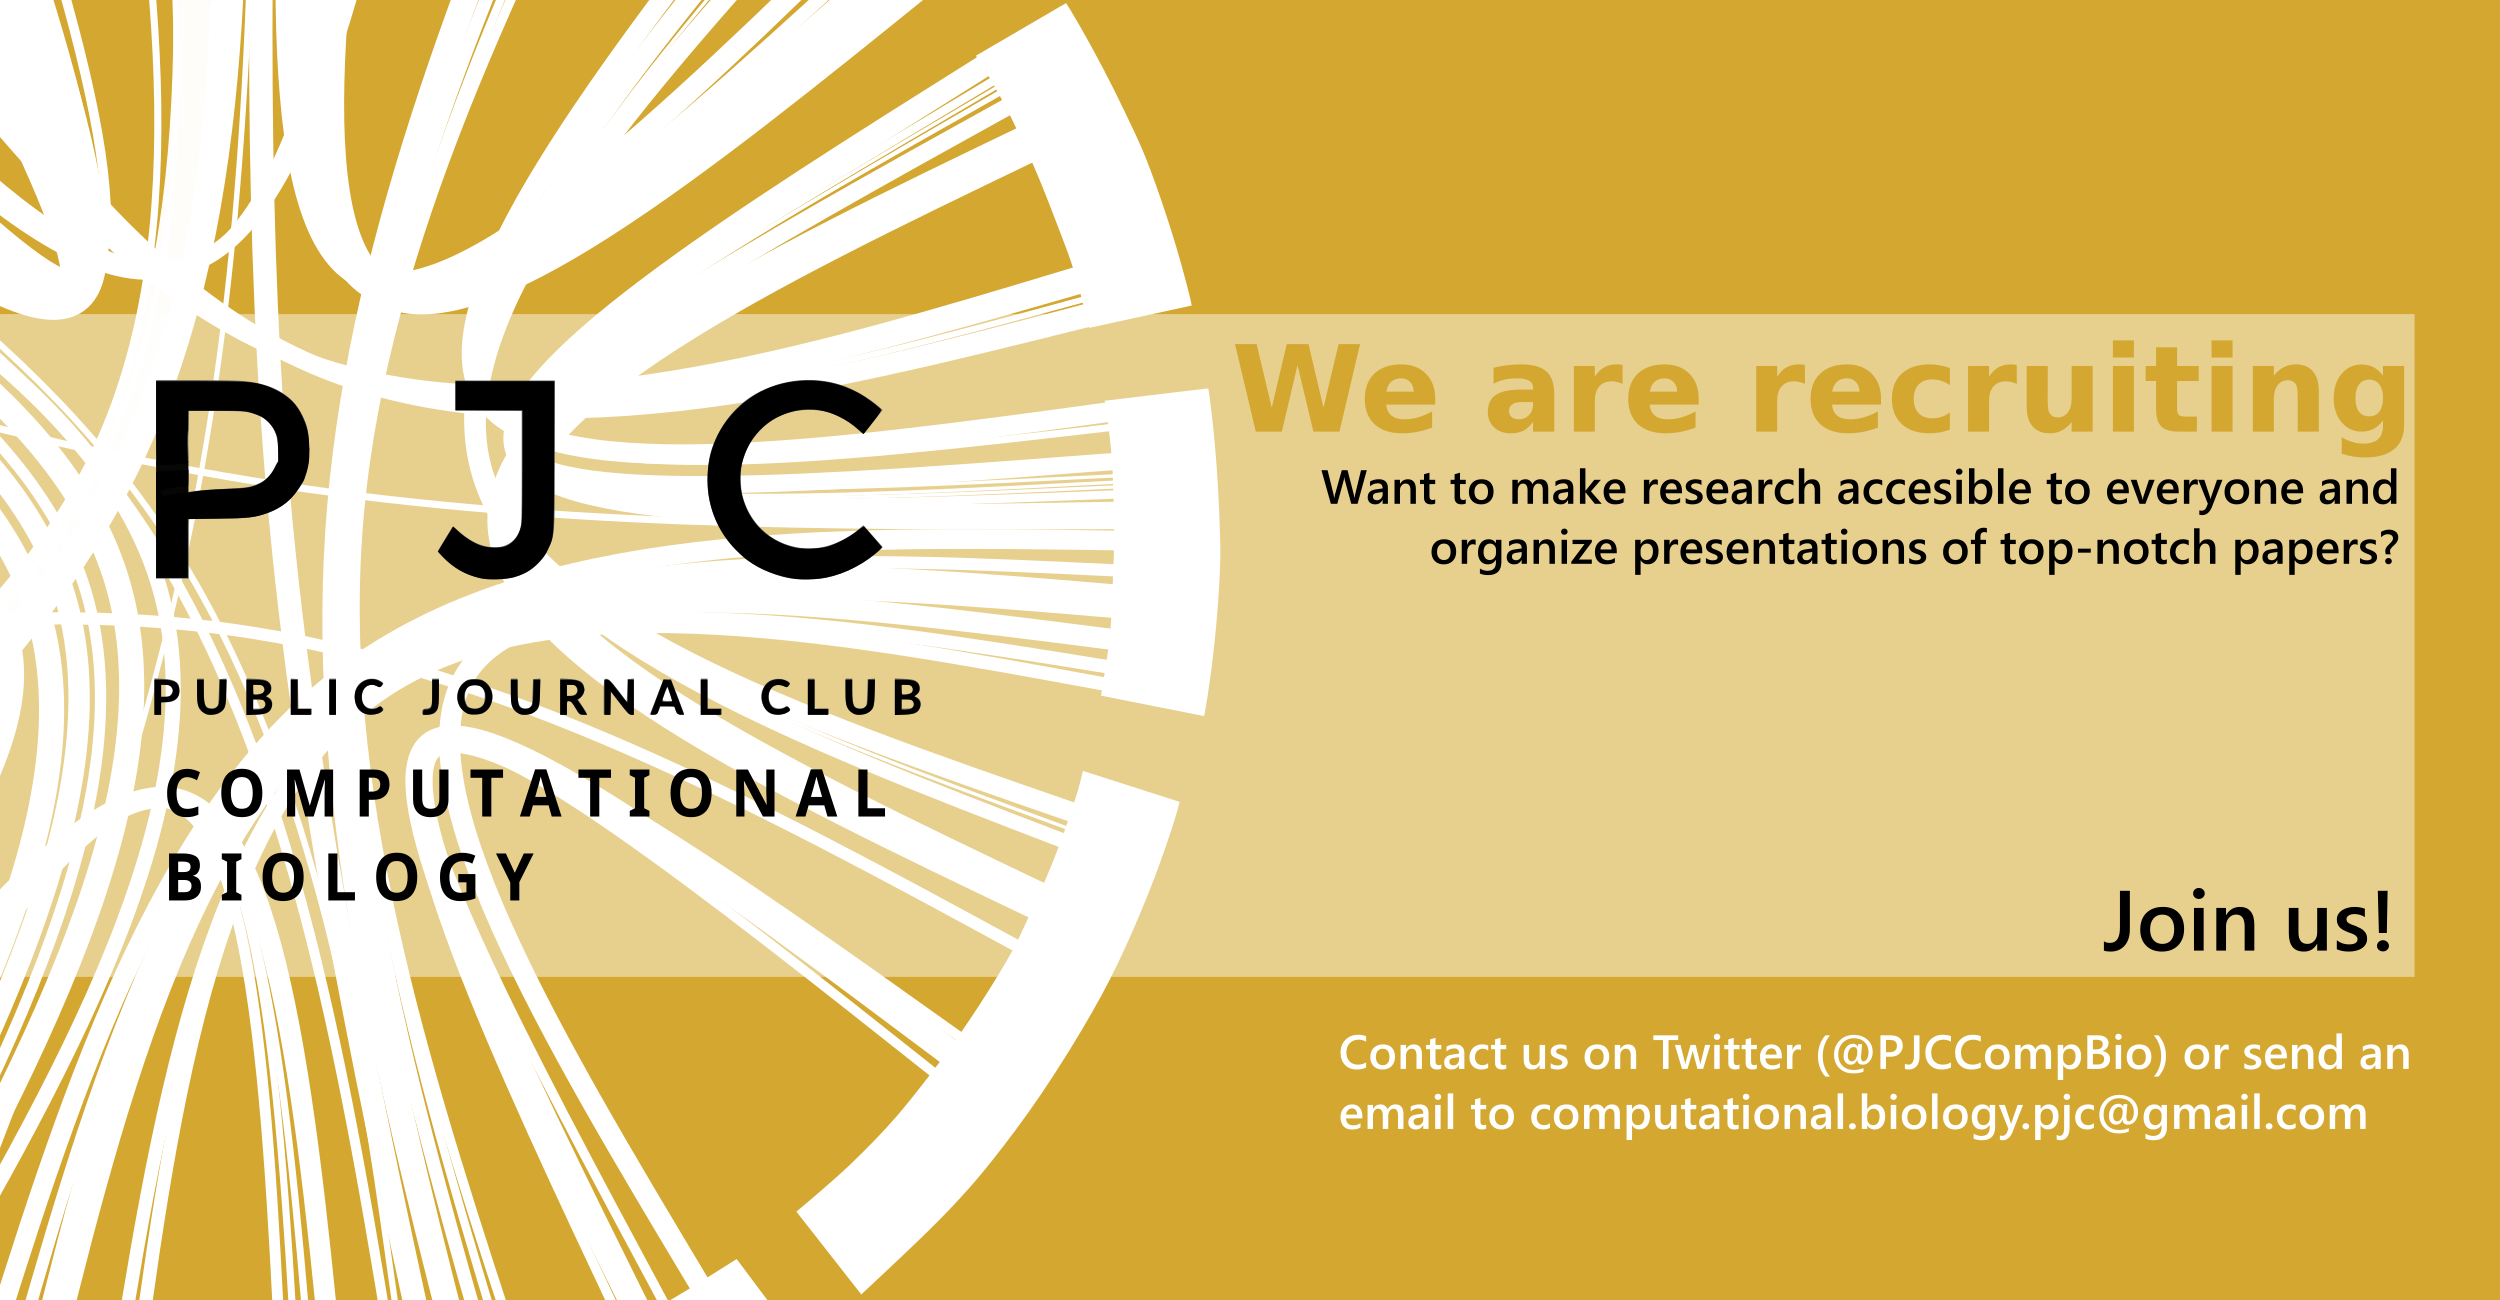 PJC
PUBLIC JOURNAL CLUB
COMPUTATIONAL
BIOLOGY
We are recruiting
Want to make research accesible to everyone and
organize presentations of top-notch papers?
Join us!
Contact us on Twitter (@PJCCompBio) or send an
email to computational.biology.pjc@gmail.com